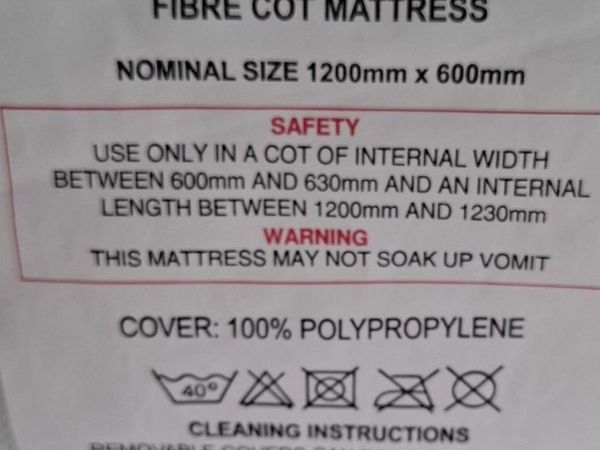 FIBRE COT MATTRESS
NOMINAL SIZE 1200mm x 600mm
SAFETY
USE ONLY IN A COT OF INTERNAL WIDTH
BETWEEN 600mm AND 630mm AND AN INTERNAL
LENGTH BETWEEN 1200mm AND 1230mm
WARNING
THIS MATTRESS MAY NOT SOAK UP VOMIT
COVER: 100% POLYPROPYLENE
40°
CLEANING INSTRUCTIONS